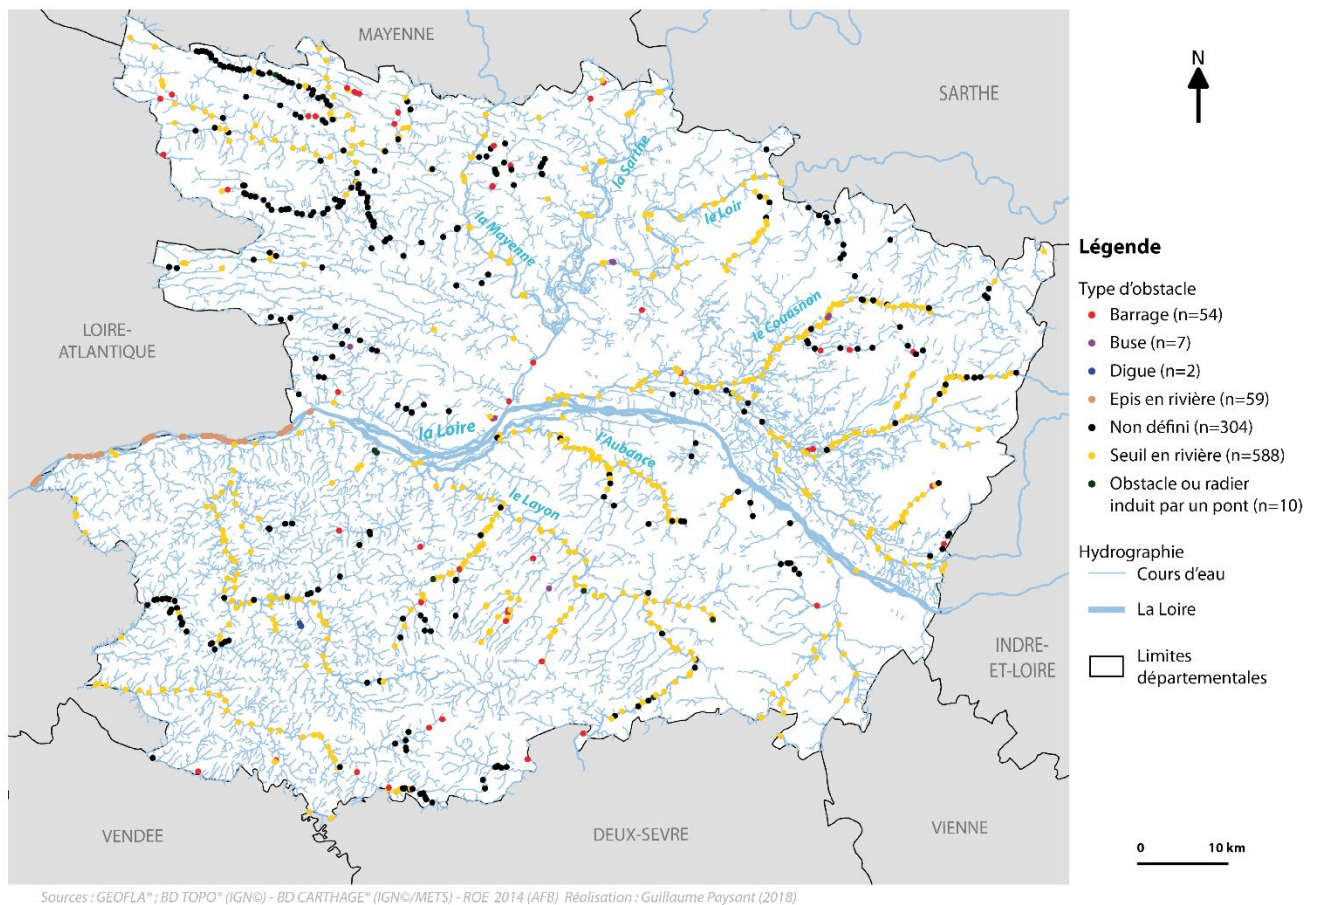 MAYENNE
SARTHE
LOIRE-
ATLANTIQUE
INDRE-
ET-LOIRE
VENDEE
DEUX-SEVRE
VIENNE
la Sarthe
le Loir
la Mayenne
le Couasnon
la Loire
l'Aubance
le Layon
N
Légende
Type d'obstacle
Barrage (n=54)
Buse (n=7)
Digue (n=2)
Epis en rivière (n=59)
Non défini (n=304)
Seuil en rivière (n=588)
Obstacle ou radier
induit par un pont (n=10)
Hydrographie
Cours d'eau
La Loire
Limites
départementales
0 10 km
Sources : GEOFLA® ; BD TOPO® (IGN©) - BD CARTHAGE® (IGN©/METS) - ROE 2014 (AFB) Réalisation : Guillaume Paysant (2018)